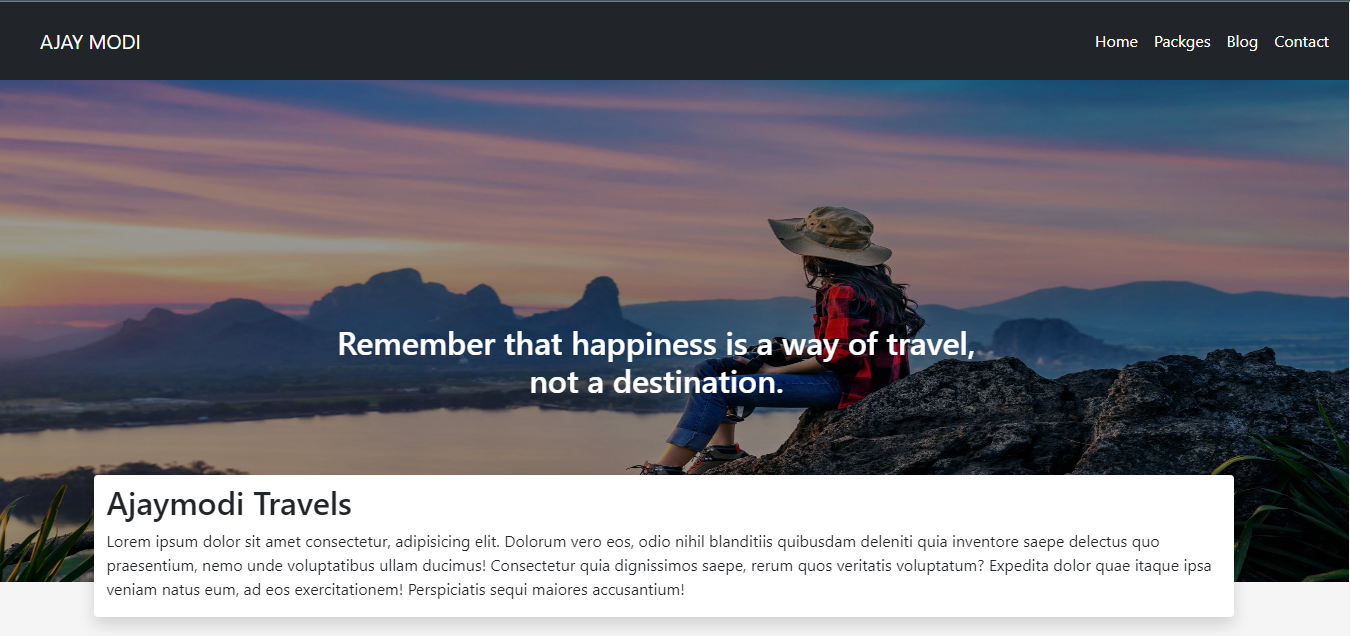 AJAY MODI
Home Packges Blog Contact
Remember that happiness is a way of travel,
not a destination.
Ajaymodi Travels
Lorem ipsum dolor sit amet consectetur, adipisicing elit. Dolorum vero eos, odio nihil blanditiis quibusdam deleniti quia inventore saepe delectus quo
praesentium, nemo unde voluptatibus ullam ducimus! Consectetur quia dignissimos saepe, rerum quos veritatis voluptatum? Expedita dolor quae itaque ipsa
veniam natus eum, ad eos exercitationem! Perspiciatis sequi maiores accusantium!